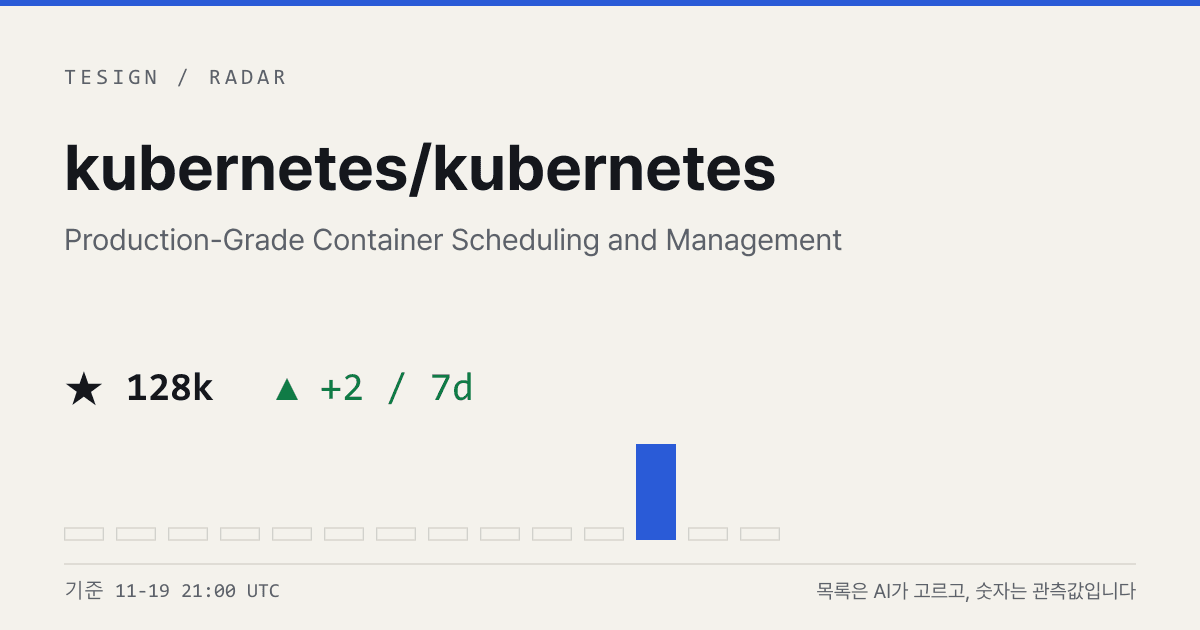 TESIGN / RADAR
kubernetes/kubernetes
Production-Grade Container Scheduling and Management
★ 128k ▲ +2 / 7d
기준 11-19 21:00 UTC
목록은 AI가 고르고, 숫자는 관측값입니다